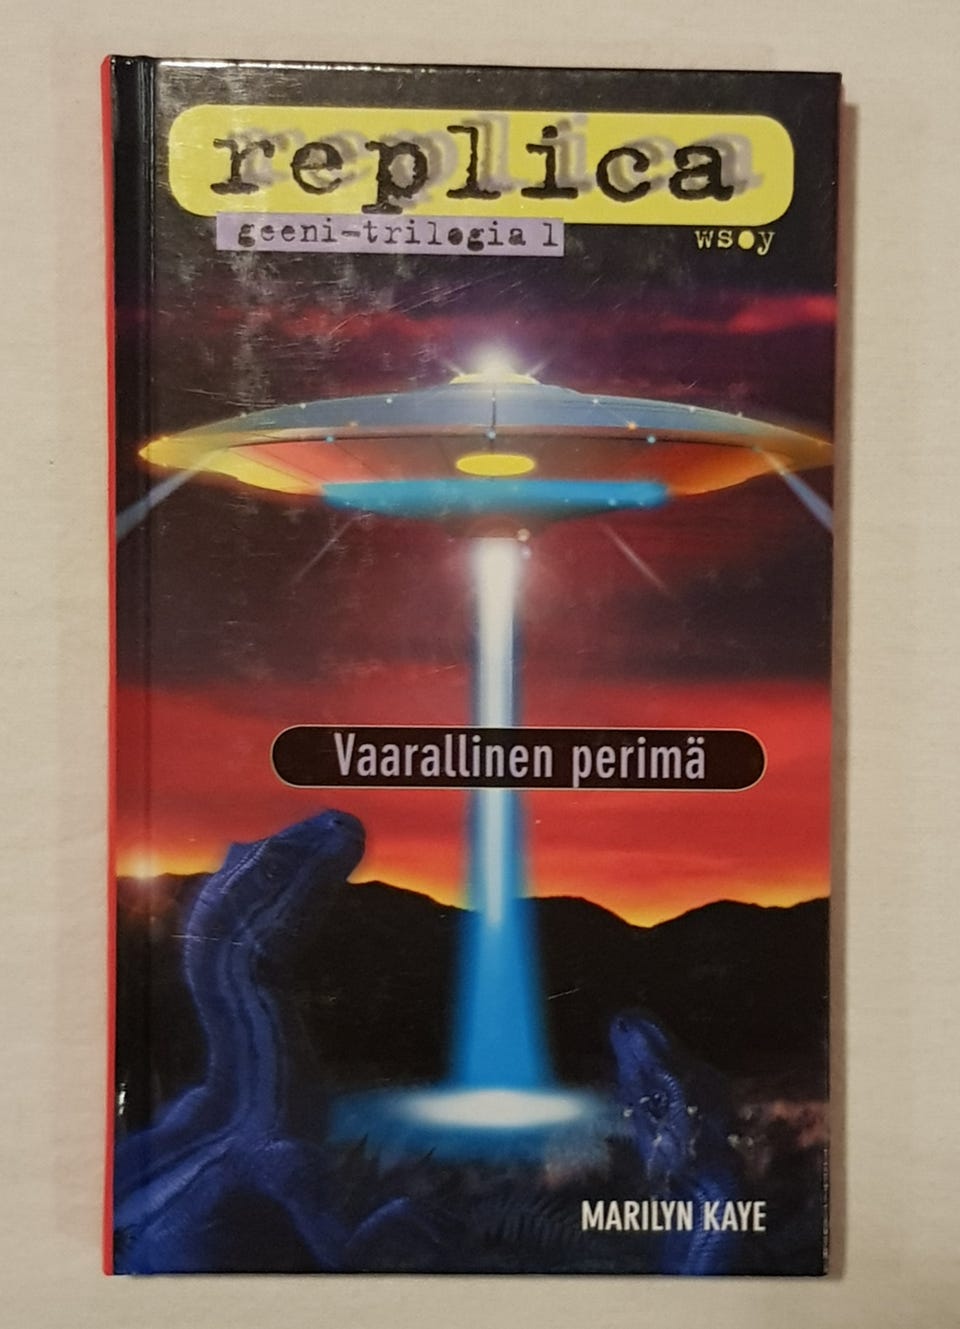 replica
geeni-trilogia 1
wsoy
Vaarallinen perimä
MARILYN KAYE